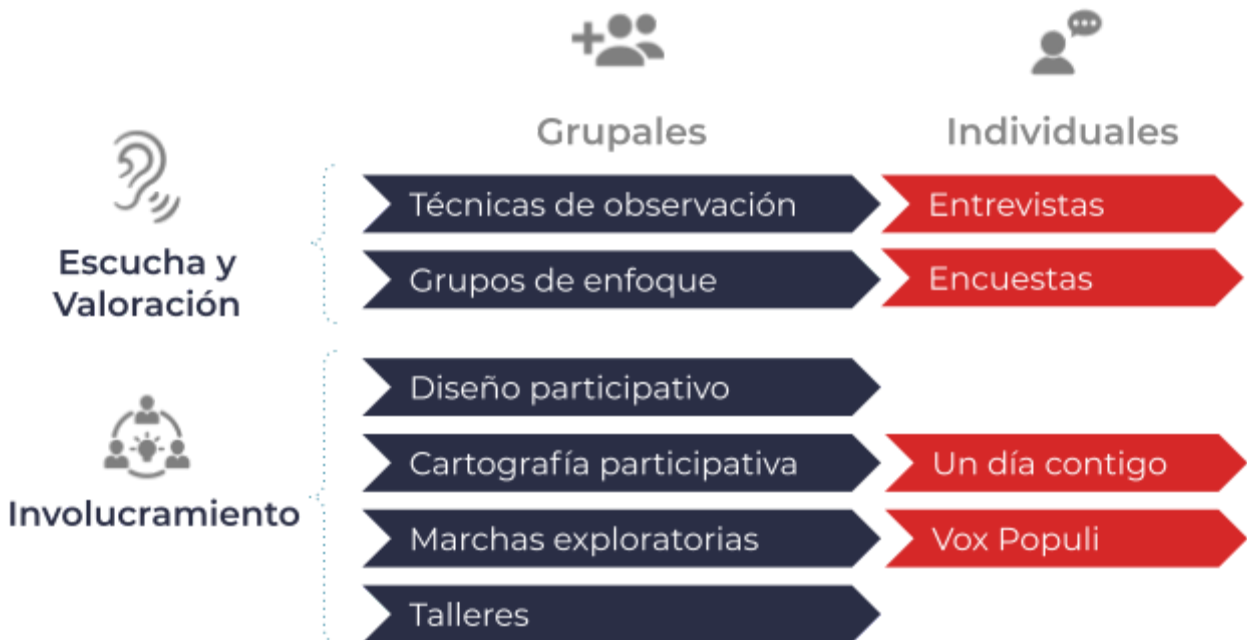 Grupales
Individuales
Escucha y
Valoración
Técnicas de observación
Entrevistas
Grupos de enfoque
Encuestas
Involucramiento
Diseño participativo
Cartografía participativa
Un día contigo
Marchas exploratorias
Vox Populi
Talleres